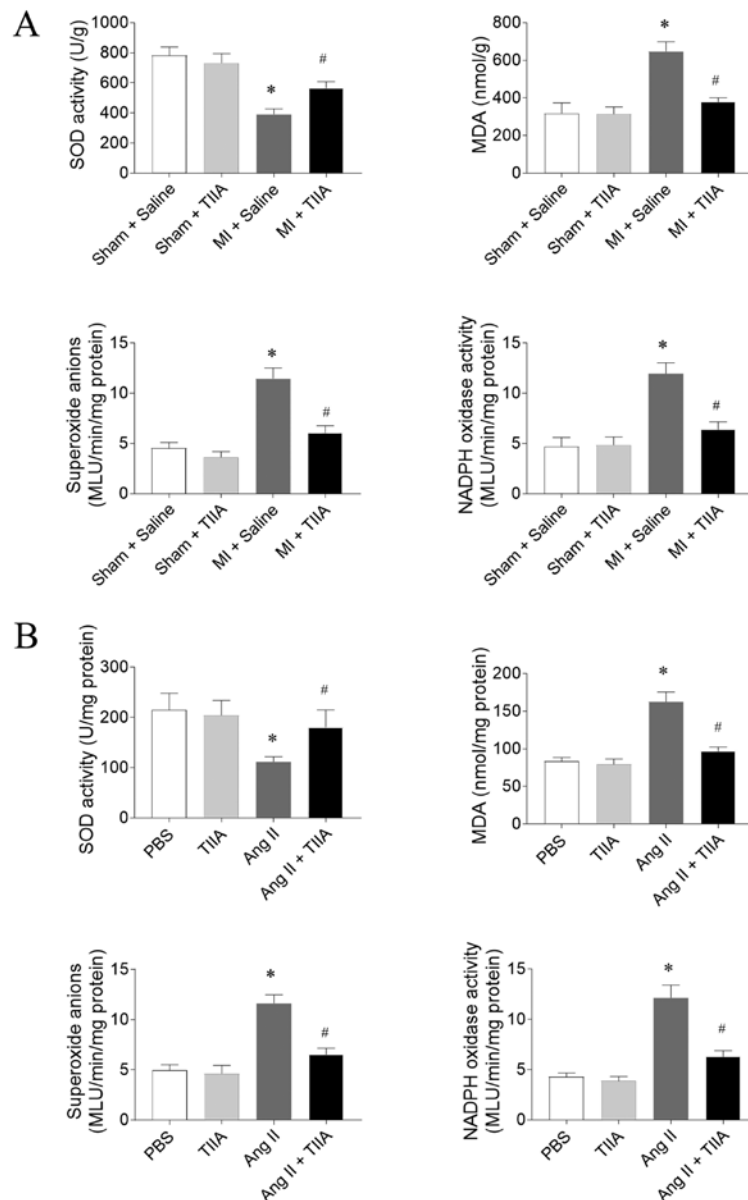 A
SOD activity (U/g)
1000
800
600
400
200
0
*
#
Sham + Saline
Sham + TIIA
MI + Saline
MI + TIIA
MDA (nmol/g)
800
600
400
200
0
*
#
Sham + Saline
Sham + TIIA
MI + Saline
MI + TIIA
Superoxide anions
(MLU/min/mg protein)
15
10
5
0
*
#
Sham + Saline
Sham + TIIA
MI + Saline
MI + TIIA
NADPH oxidase activity
(MLU/min/mg protein)
15
10
5
0
*
#
Sham + Saline
Sham + TIIA
MI + Saline
MI + TIIA
B
SOD activity (U/mg protein)
300
200
100
0
*
#
PBS
TIIA
Ang II
Ang II + TIIA
MDA (nmol/mg protein)
200
150
100
50
0
*
#
PBS
TIIA
Ang II
Ang II + TIIA
Superoxide anions
(MLU/min/mg protein)
15
10
5
0
*
#
PBS
TIIA
Ang II
Ang II + TIIA
NADPH oxidase activity
(MLU/min/mg protein)
15
10
5
0
*
#
PBS
TIIA
Ang II
Ang II + TIIA